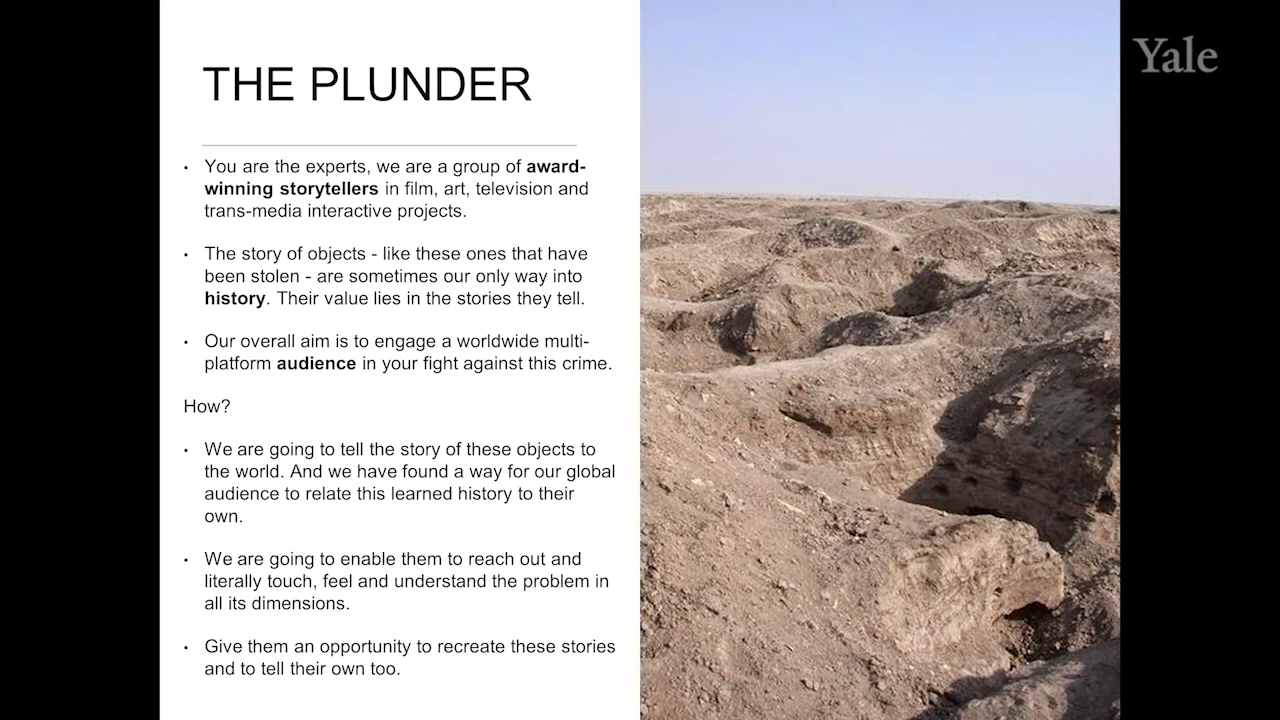 THE PLUNDER
• You are the experts, we are a group of award-
winning storytellers in film, art, television and
trans-media interactive projects.
• The story of objects - like these ones that have
been stolen - are sometimes our only way into
history. Their value lies in the stories they tell.
• Our overall aim is to engage a worldwide multi-
platform audience in your fight against this crime.
How?
• We are going to tell the story of these objects to
the world. And we have found a way for our global
audience to relate this learned history to their
own.
• We are going to enable them to reach out and
literally touch, feel and understand the problem in
all its dimensions.
• Give them an opportunity to recreate these stories
and to tell their own too.
Yale